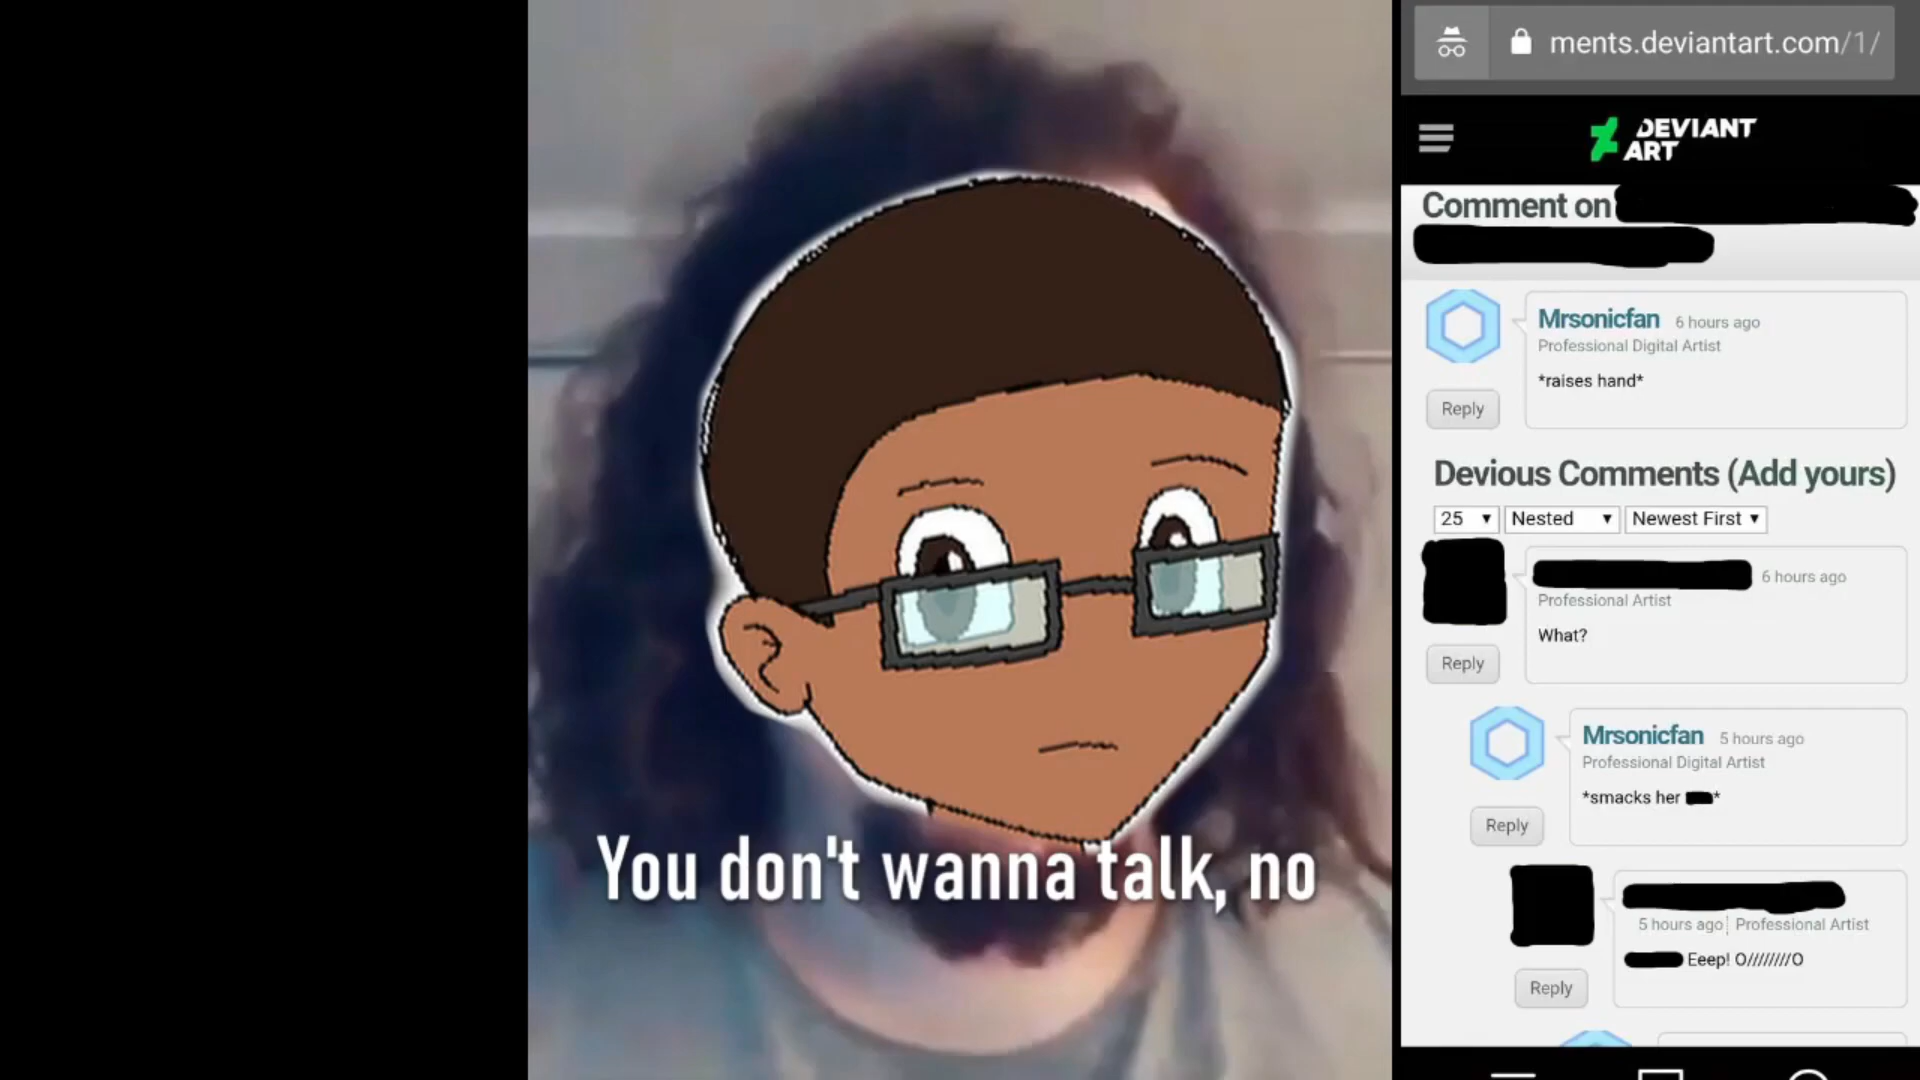 You don't wanna talk, no
ments.deviantart.com/1/
DEVIANT
ART
Comment on
Mrsonicfan 6 hours ago
Professional Digital Artist
*raises hand*
Reply
Devious Comments (Add yours)
25 ▼ Nested ▼ Newest First ▼
6 hours ago
Professional Artist
What?
Reply
Mrsonicfan 5 hours ago
Professional Digital Artist
*smacks her *
Reply
5 hours ago Professional Artist
Eeep! O////////O
Reply